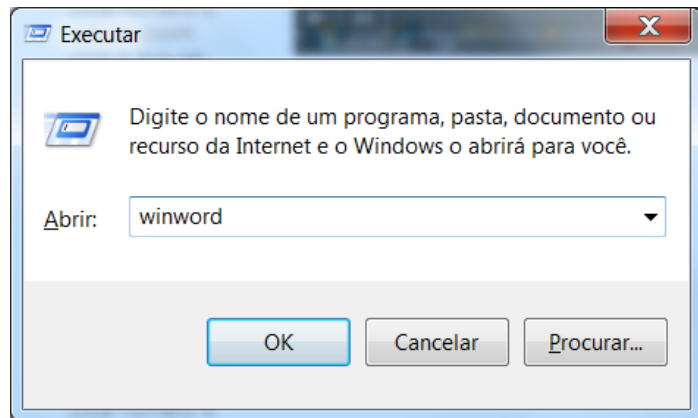 Executar
Digite o nome de um programa, pasta, documento ou
recurso da Internet e o Windows o abrirá para você.
Abrir: winword
OK Cancelar Procurar...